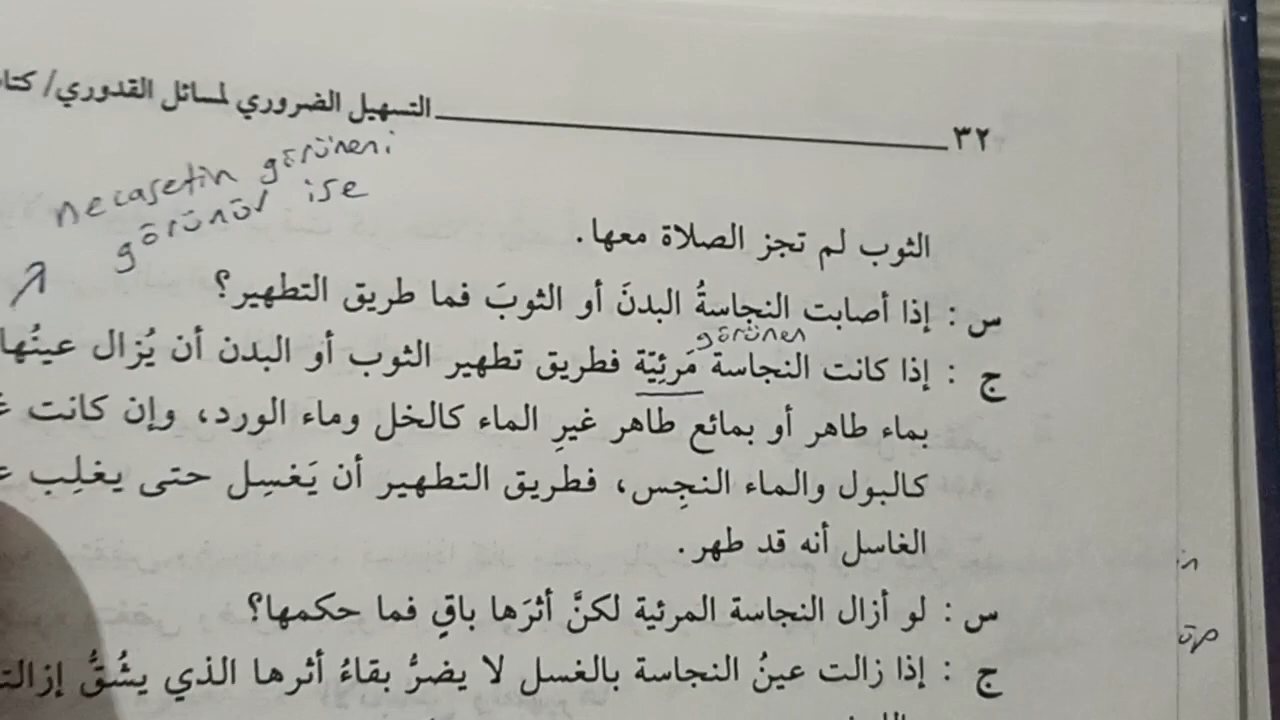 التسهيل الضروري لمسائل القدوري/ ٣٢
necasetin görüneni
görünür ise
الثوب لم تجز الصلاة معها.
س : إذا أصابت النجاسةُ البدنَ أو الثوبَ فما طريق التطهير؟
görünen
ج : إذا كانت النجاسة مَرئِيّة فطريق تطهير الثوب أو البدن أن يُزال عينُها
بماء طاهر أو بمائع طاهر غيرِ الماء كالخل وماء الورد، وإن كانت
كالبول والماء النجِس، فطريق التطهير أن يَغسِل حتى يغلِب
الغاسل أنه قد طهر.
س : لو أزال النجاسة المرئية لكنَّ أثرَها باقٍ فما حكمها؟
ج : إذا زالت عينُ النجاسة بالغسل لا يضرُّ بقاءُ أثرها الذي يشُقُّ